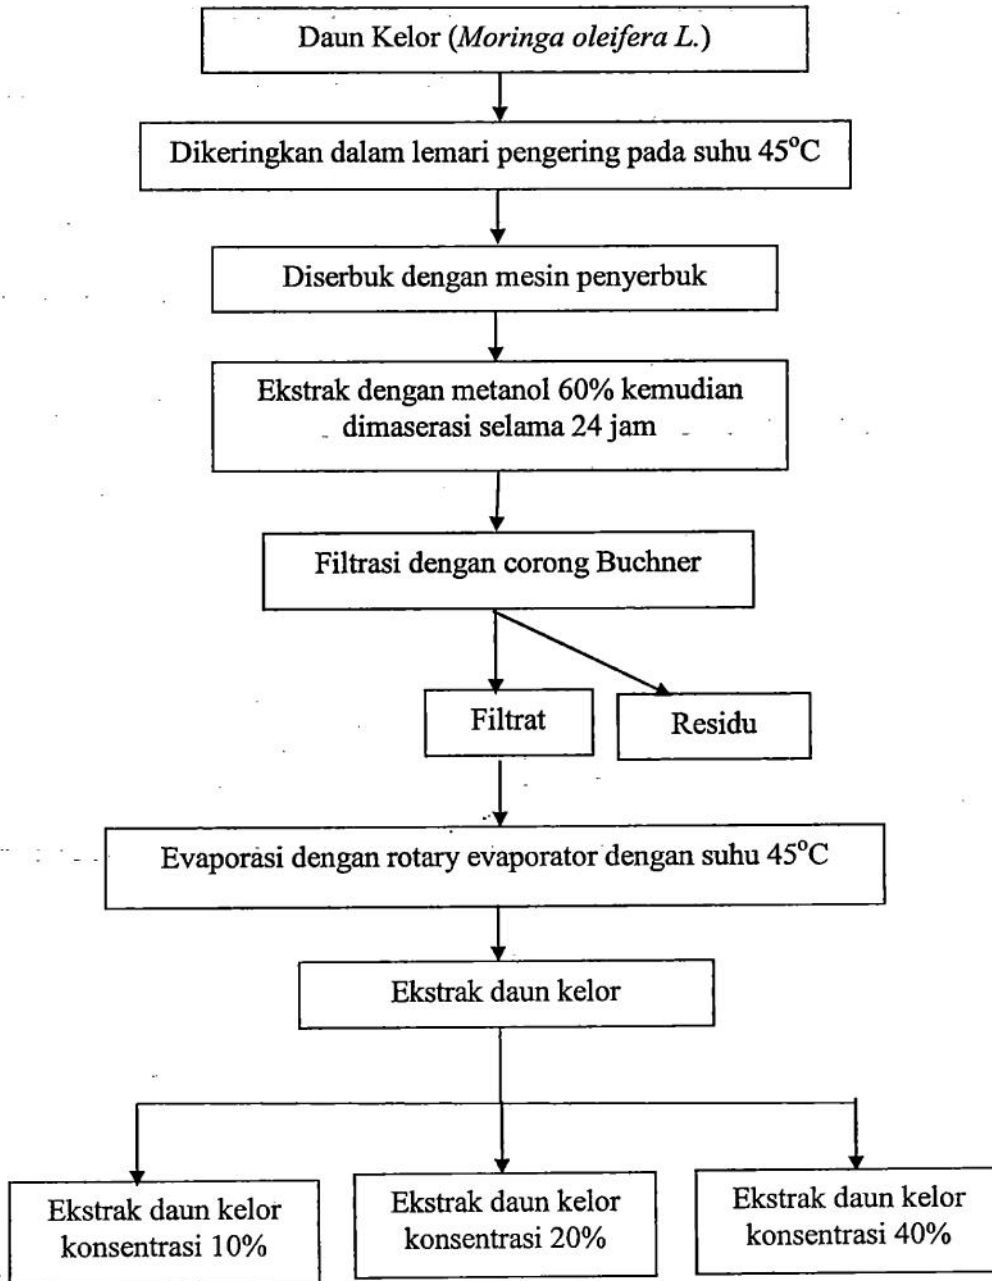 Daun Kelor (Moringa oleifera L.)
Dikeringkan dalam lemari pengering pada suhu 45°C
Diserbuk dengan mesin penyerbuk
Ekstrak dengan metanol 60% kemudian
dimaserasi selama 24 jam
Filtrasi dengan corong Buchner
Filtrat
Residu
Evaporasi dengan rotary evaporator dengan suhu 45°C
Ekstrak daun kelor
Ekstrak daun kelor
konsentrasi 10%
Ekstrak daun kelor
konsentrasi 20%
Ekstrak daun kelor
konsentrasi 40%